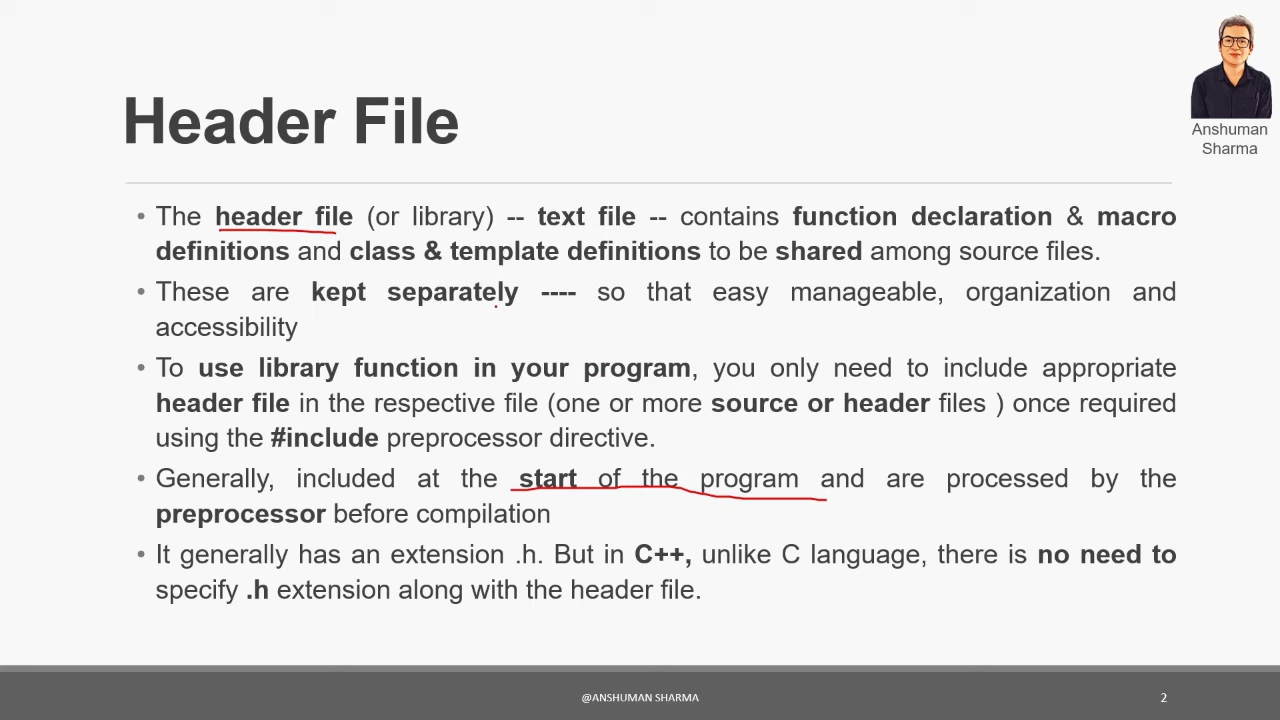 Anshuman
Sharma
Header File
• The header file (or library) -- text file -- contains function declaration & macro
definitions and class & template definitions to be shared among source files.
• These are kept separately ---- so that easy manageable, organization and
accessibility
• To use library function in your program, you only need to include appropriate
header file in the respective file (one or more source or header files ) once required
using the #include preprocessor directive.
• Generally, included at the start of the program and are processed by the
preprocessor before compilation
• It generally has an extension .h. But in C++, unlike C language, there is no need to
specify .h extension along with the header file.
@ANSHUMAN SHARMA
2